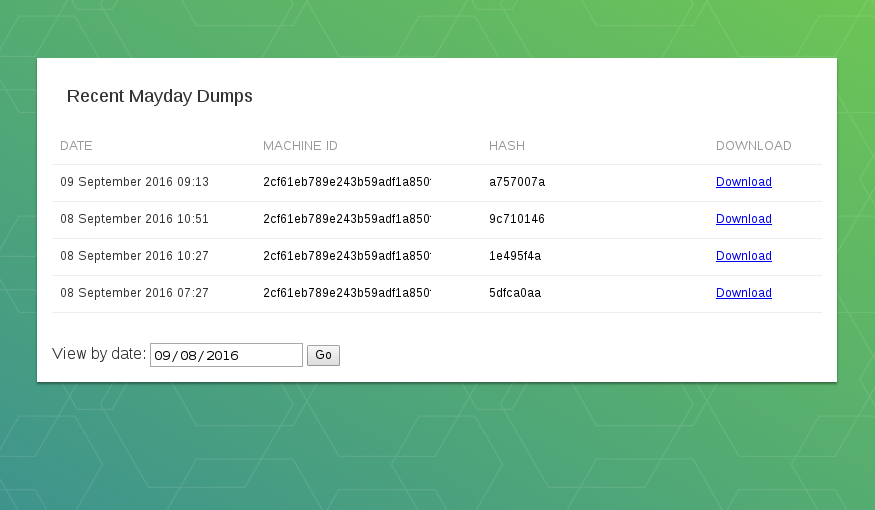 Recent Mayday Dumps
DATE MACHINE ID HASH DOWNLOAD
09 September 2016 09:13 2cf61eb789e243b59adf1a850 a757007a Download
08 September 2016 10:51 2cf61eb789e243b59adf1a850 9c710146 Download
08 September 2016 10:27 2cf61eb789e243b59adf1a850 1e495f4a Download
08 September 2016 07:27 2cf61eb789e243b59adf1a850 5dfca0aa Download
View by date: 09/08/2016 Go